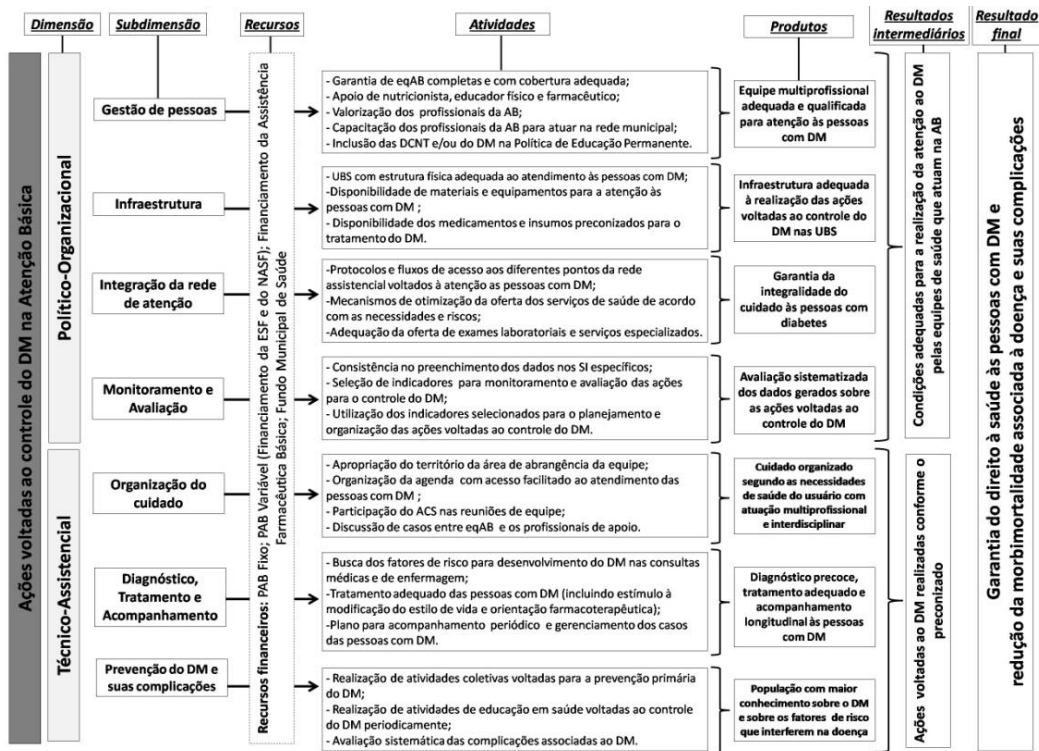 Dimensão
Subdimensão
Recursos
Atividades
Produtos
Resultados
intermediários
Resultado
final
Ações voltadas ao controle do DM na Atenção Básica
Político-Organizacional
Gestão de pessoas
Infraestrutura
Integração da rede
de atenção
Monitoramento e
Avaliação
Técnico-Assistencial
Organização do
cuidado
Diagnóstico,
Tratamento e
Acompanhamento
Prevenção do DM e
suas complicações
Recursos financeiros: PAB Fixo; PAB Variável (Financiamento da ESF e do NASF); Financiamento da Assistência
Farmacêutica Básica; Fundo Municipal de Saúde
- Garantia de eqAB completas e com cobertura adequada;
- Apoio de nutricionista, educador físico e farmacêutico;
- Valorização dos profissionais da AB;
- Capacitação dos profissionais da AB para atuar na rede municipal;
- Inclusão das DCNT e/ou do DM na Política de Educação Permanente.
- UBS com estrutura física adequada ao atendimento às pessoas com DM;
-Disponibilidade de materiais e equipamentos para a atenção às
pessoas com DM ;
- Disponibilidade dos medicamentos e insumos preconizados para o
tratamento do DM.
-Protocolos e fluxos de acesso aos diferentes pontos da rede
assistencial voltados à atenção as pessoas com DM;
-Mecanismos de otimização da oferta dos serviços de saúde de acordo
com as necessidades e riscos;
-Adequação da oferta de exames laboratoriais e serviços especializados.
- Consistência no preenchimento dos dados nos SI específicos;
- Seleção de indicadores para monitoramento e avaliação das ações
para o controle do DM;
- Utilização dos indicadores selecionados para o planejamento e
organização das ações voltadas ao controle do DM.
- Apropriação do território da área de abrangência da equipe;
- Organização da agenda com acesso facilitado ao atendimento das
pessoas com DM ;
- Participação do ACS nas reuniões de equipe;
- Discussão de casos entre eqAB e os profissionais de apoio.
- Busca dos fatores de risco para desenvolvimento do DM nas consultas
médicas e de enfermagem;
-Tratamento adequado das pessoas com DM (incluindo estímulo à
modificação do estilo de vida e orientação farmacoterapêutica);
-Plano para acompanhamento periódico e gerenciamento dos casos
das pessoas com DM.
- Realização de atividades coletivas voltadas para a prevenção primária
do DM;
- Realização de atividades de educação em saúde voltadas ao controle
do DM periodicamente;
- Avaliação sistemática das complicações associadas ao DM.
Equipe multiprofissional
adequada e qualificada
para atenção às pessoas
com DM
Infraestrutura adequada
à realização das ações
voltadas ao controle do
DM nas UBS
Garantia da
integralidade do
cuidado às pessoas com
diabetes
Avaliação sistematizada
dos dados gerados sobre
as ações voltadas ao
controle do DM
Cuidado organizado
segundo as necessidades
de saúde do usuário com
atuação multiprofissional
e interdisciplinar
Diagnóstico precoce,
tratamento adequado e
acompanhamento
longitudinal às pessoas
com DM
População com maior
conhecimento sobre o DM
e sobre os fatores de risco
que interferem na doença
Condições adequadas para a realização da atenção ao DM
pelas equipes de saúde que atuam na AB
Ações voltadas ao DM realizadas conforme o
preconizado
Garantia do direito à saúde às pessoas com DM e
redução da morbimortalidade associada à doença e suas complicações